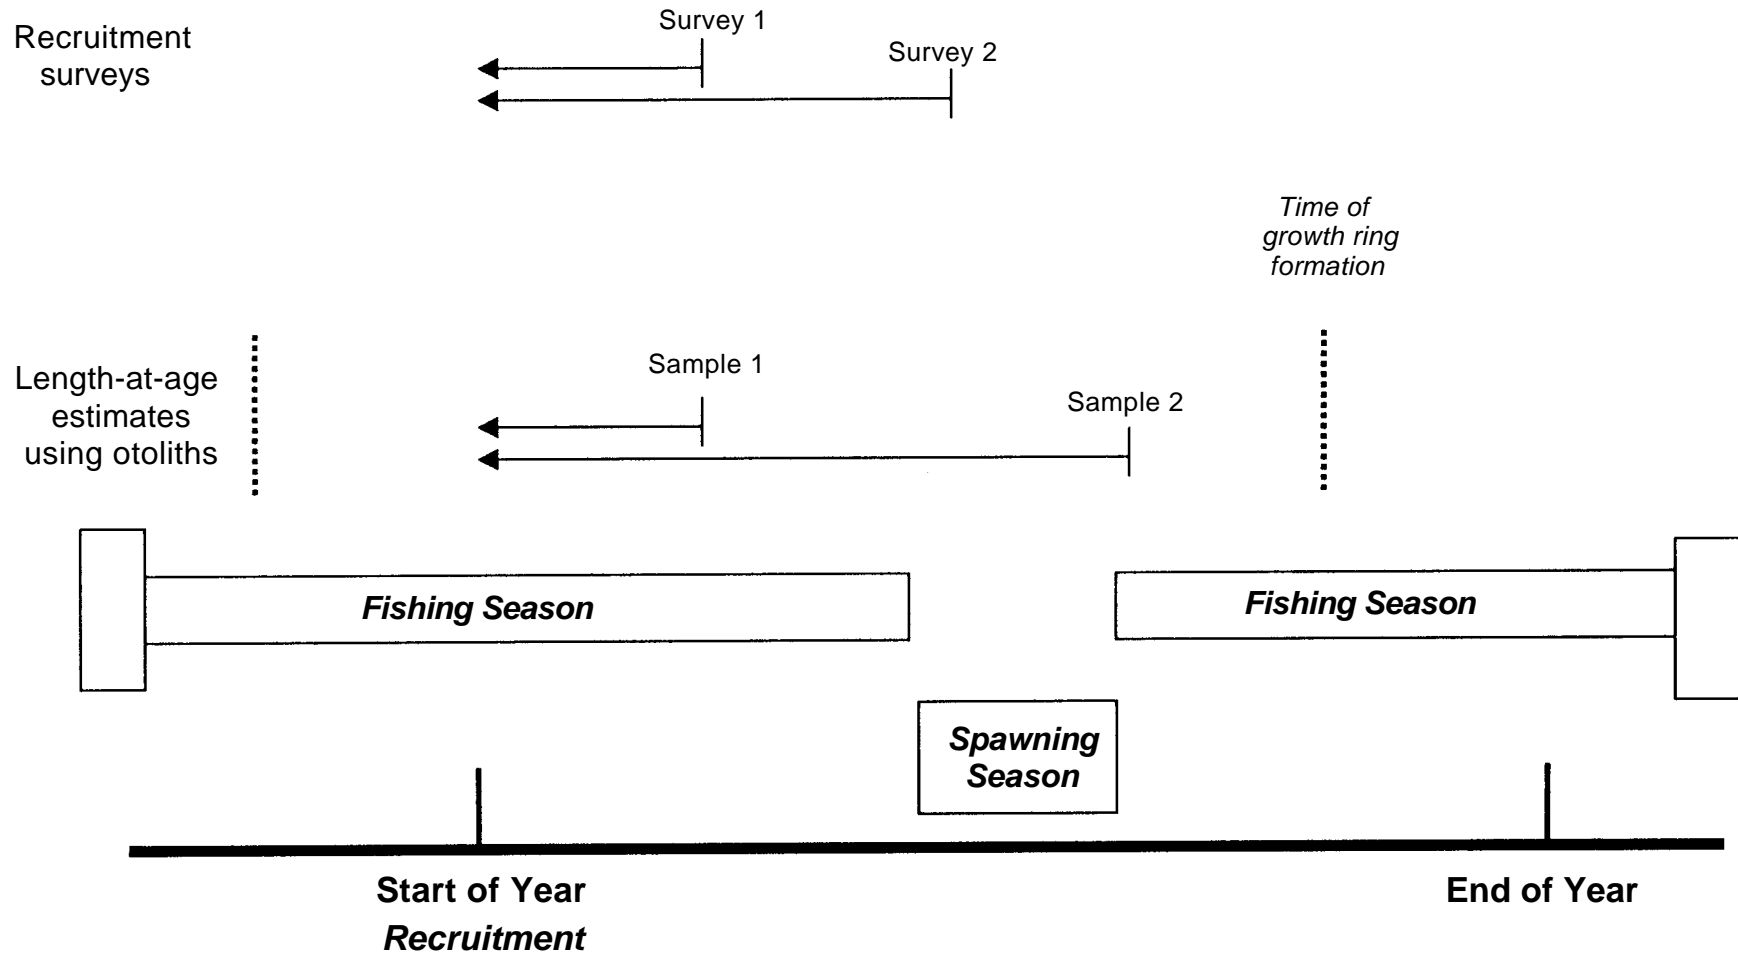 Recruitment
surveys
Survey 1
Survey 2
Time of
growth ring
formation
Length-at-age
estimates
using otoliths
Sample 1
Sample 2
Fishing Season
Fishing Season
Spawning
Season
Start of Year
Recruitment
End of Year